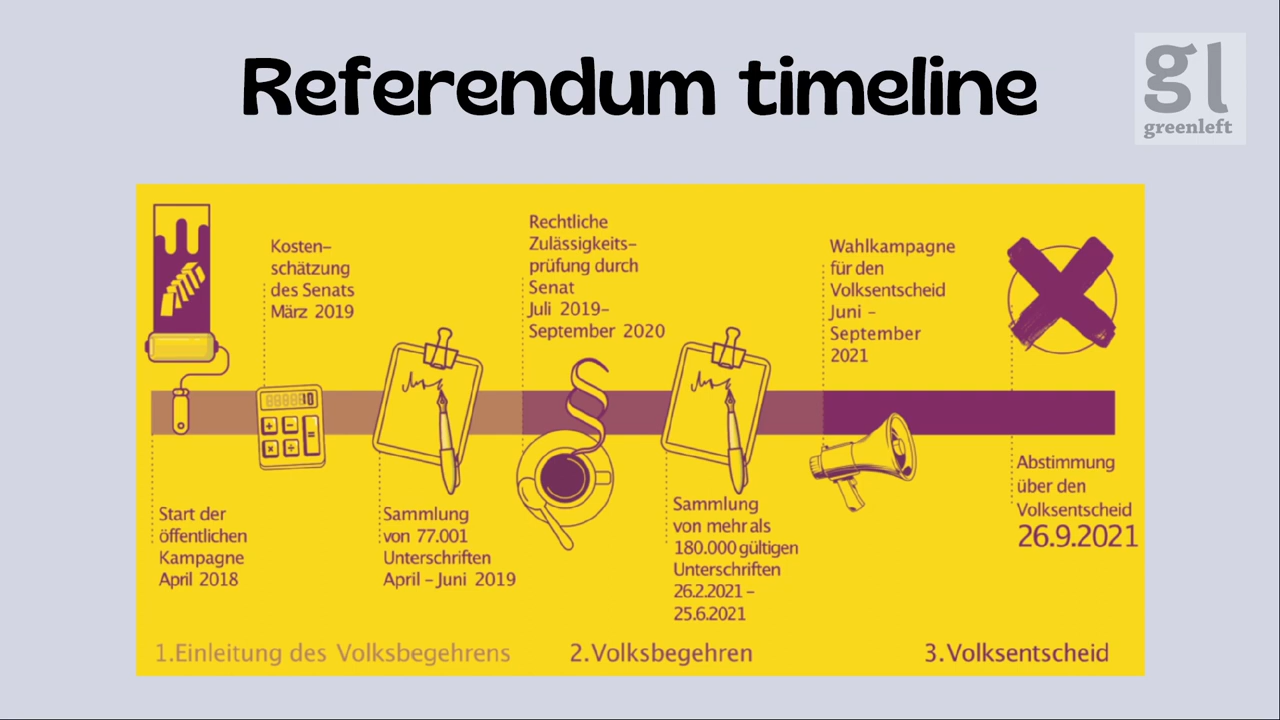 Referendum timeline
gl
greenleft
Kosten-
schätzung
des Senats
März 2019
Rechtliche
Zulässigkeits-
prüfung durch
Senat
Juli 2019-
September 2020
Wahlkampagne
für den
Volksentscheid
Juni -
September
2021
Start der
öffentlichen
Kampagne
April 2018
Sammlung
von 77.001
Unterschriften
April - Juni 2019
Sammlung
von mehr als
180.000 gültigen
Unterschriften
26.2.2021 -
25.6.2021
Abstimmung
über den
Volksentscheid
26.9.2021
1.Einleitung des Volksbegehrens
2.Volksbegehren
3.Volksentscheid